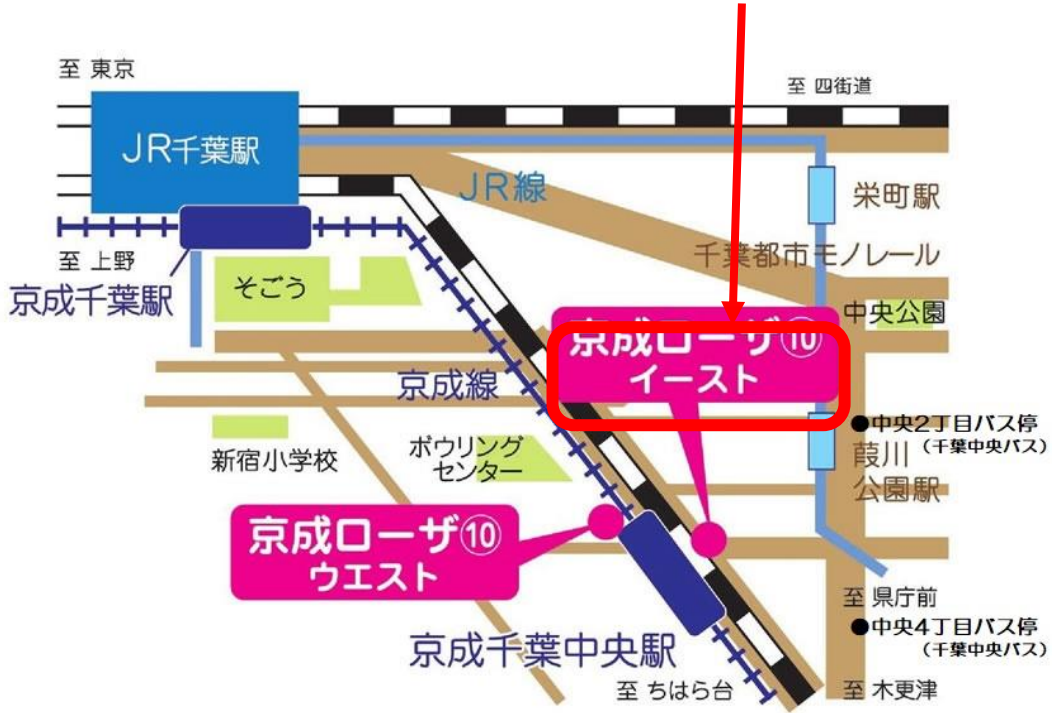 至 東京
至 四街道
JR千葉駅
JR線
栄町駅
千葉都市モノレール
至 上野
京成千葉駅
そごう
中央公園
京成ローザ⑩
イースト
京成線
●中央2丁目バス停
(千葉中央バス)
葭川
公園駅
新宿小学校
ボウリング
センター
京成ローザ⑩
ウエスト
至 県庁前
●中央4丁目バス停
(千葉中央バス)
京成千葉中央駅
至 ちはら台
至 木更津